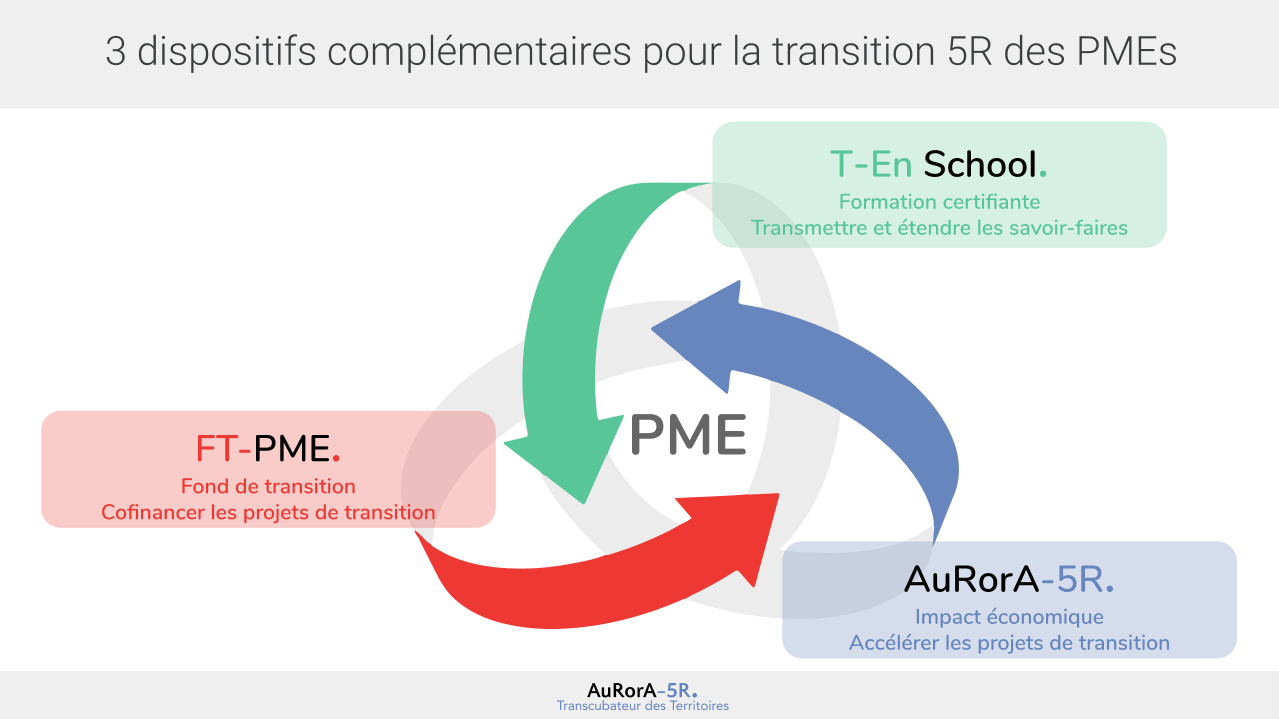 3 dispositifs complémentaires pour la transition 5R des PMEs
T-En School.
Formation certifiante
Transmettre et étendre les savoir-faires
PME
FT-PME.
Fond de transition
Cofinancer les projets de transition
AuRorA-5R.
Impact économique
Accélérer les projets de transition
AuRorA-5R.
Transcubateur des Territoires